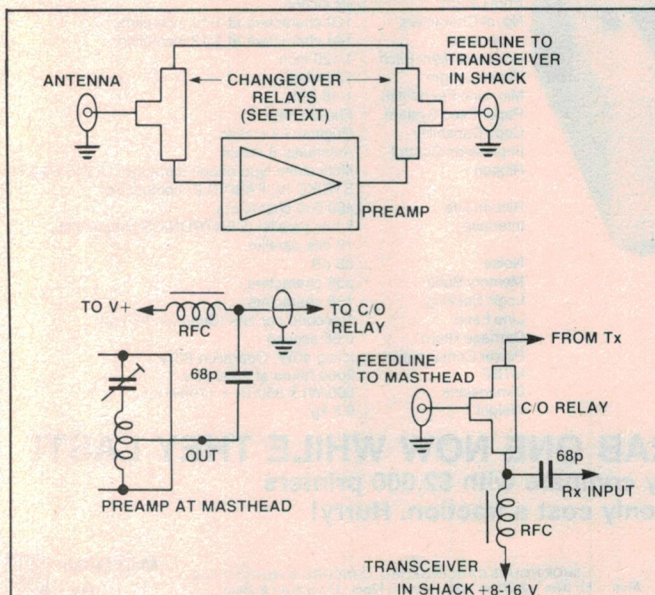 ANTENNA
CHANGEOVER
RELAYS
(SEE TEXT)
FEEDLINE TO
TRANSCEIVER
IN SHACK
PREAMP
TO V+
RFC
TO C/O
RELAY
68p
OUT
PREAMP AT MASTHEAD
FROM Tx
FEEDLINE
TO MASTHEAD
C/O RELAY
68p
Rx INPUT
RFC
TRANSCEIVER
IN SHACK +8-16 V